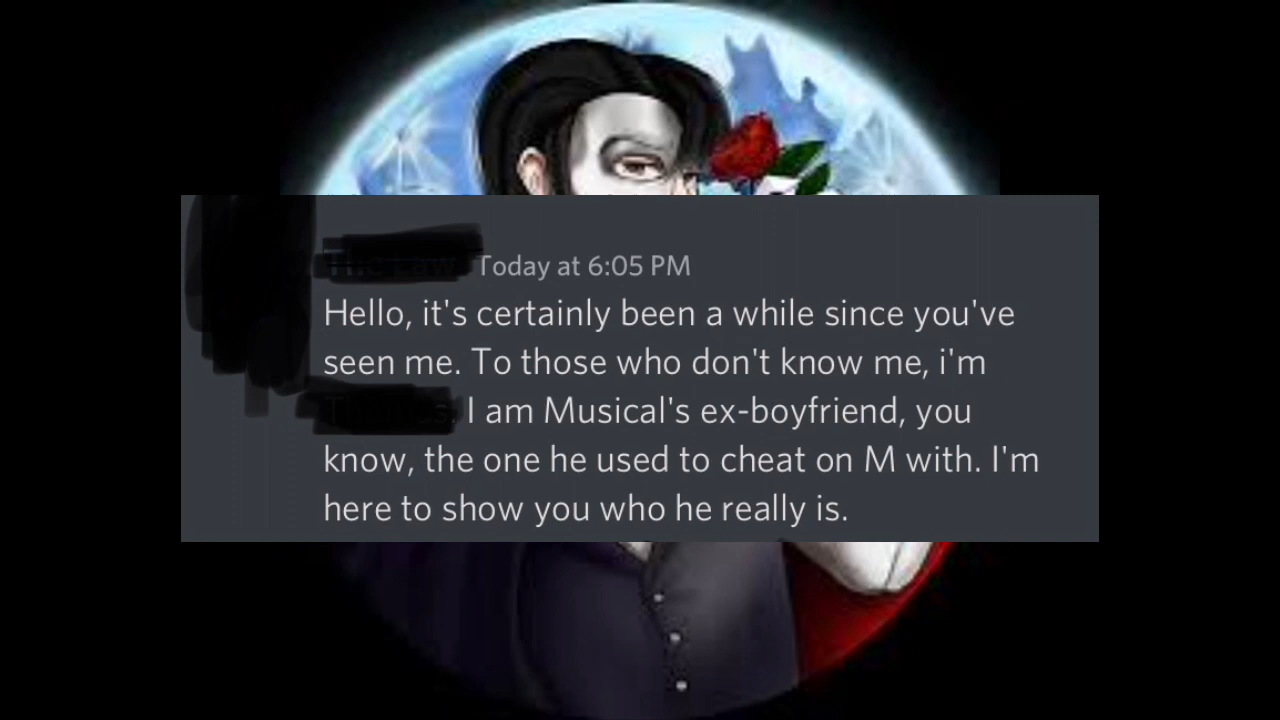 Today at 6:05 PM
Hello, it's certainly been a while since you've
seen me. To those who don't know me, i'm
I am Musical's ex-boyfriend, you
know, the one he used to cheat on M with. I'm
here to show you who he really is.